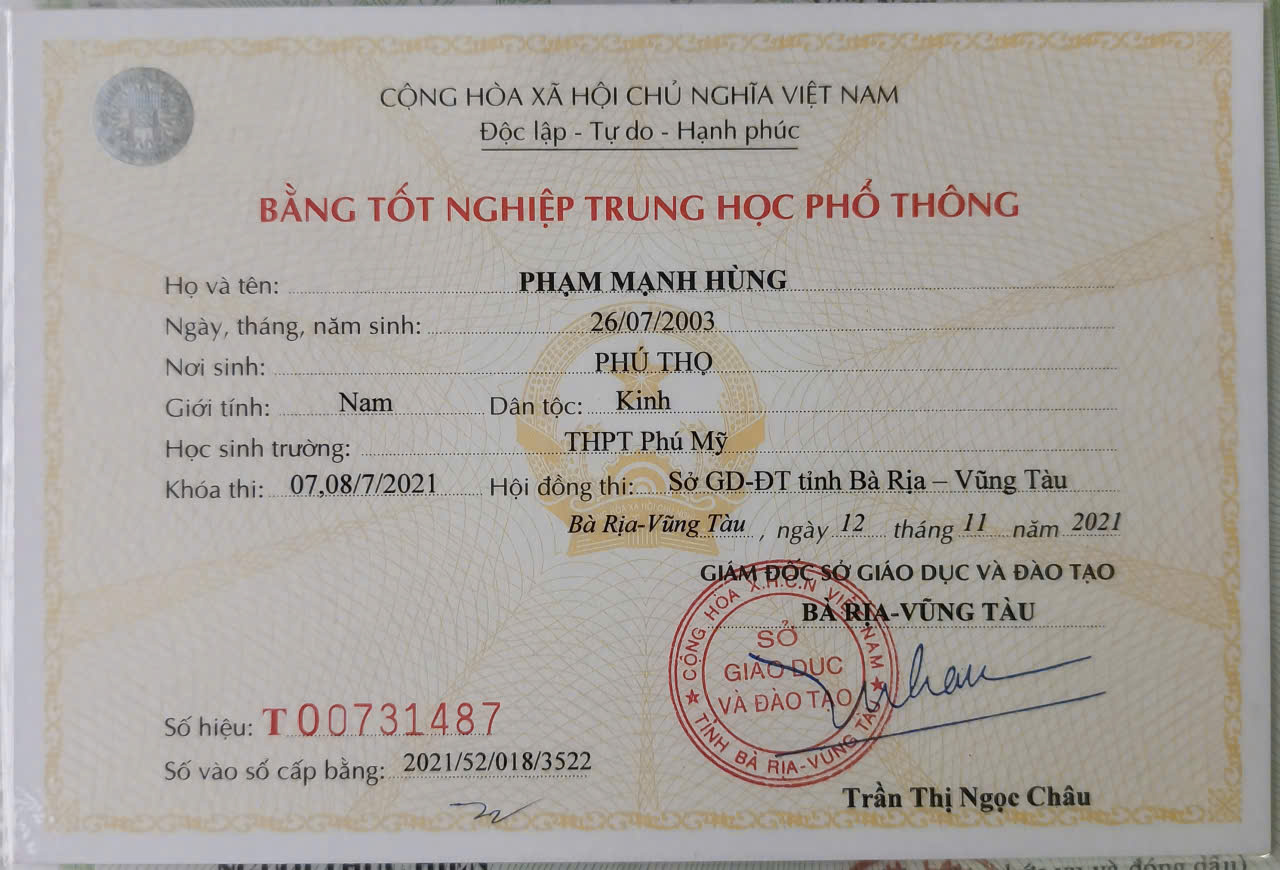 CỘNG HÒA XÃ HỘI CHỦ NGHĨA VIỆT NAM
Độc lập - Tự do - Hạnh phúc
BẰNG TỐT NGHIỆP TRUNG HỌC PHỔ THÔNG
Họ và tên: PHẠM MẠNH HÙNG
Ngày, tháng, năm sinh: 26/07/2003
Nơi sinh: PHÚ THỌ
Giới tính: Nam Dân tộc: Kinh
Học sinh trường: THPT Phú Mỹ
Khóa thi: 07,08/7/2021 Hội đồng thi: Sở GD-ĐT tỉnh Bà Rịa – Vũng Tàu
Bà Rịa-Vũng Tàu , ngày 12 tháng 11 năm 2021
GIÁM ĐỐC SỞ GIÁO DỤC VÀ ĐÀO TẠO
BÀ RỊA-VŨNG TÀU
CỘNG HÒA X.H.C.N VIỆT NAM
SỞ
GIÁO DỤC
VÀ ĐÀO TẠO
TỈNH BÀ RỊA-VŨNG TÀU
Số hiệu: T00731487
Số vào sổ cấp bằng: 2021/52/018/3522
Trần Thị Ngọc Châu